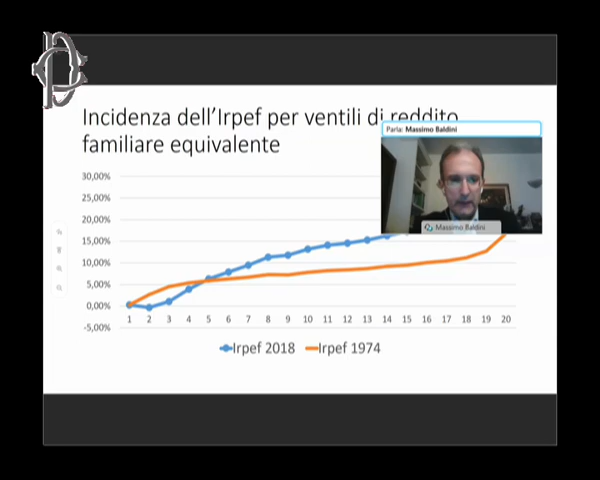 Incidenza dell'Irpef per ventili di reddito
familiare equivalente
Parla: Massimo Baldini
Massimo Baldini
30,00%
25,00%
20,00%
15,00%
10,00%
5,00%
0,00%
-5,00%
1 2 3 4 5 6 7 8 9 10 11 12 13 14 15 16 17 18 19 20
Irpef 2018 Irpef 1974